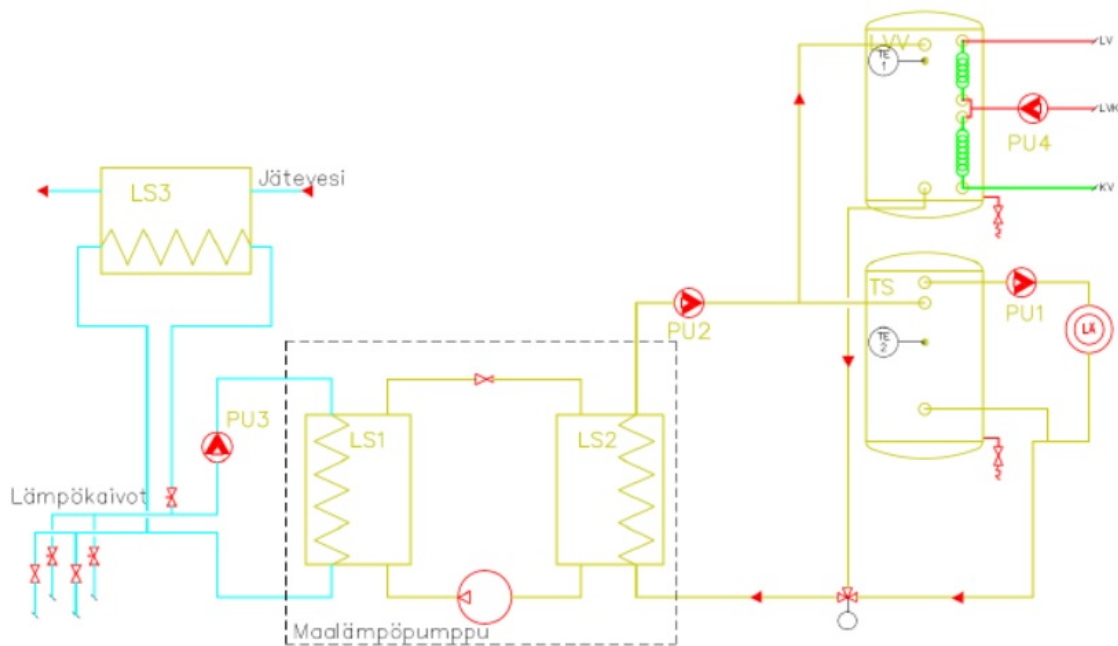 LVV
LV
TE
1
LVK
PU4
KV
LS3
Jätevesi
TS
PU1
PU2
LÄ
TE
2
PU3
LS1
LS2
Lämpökaivot
Maalämpöpumppu